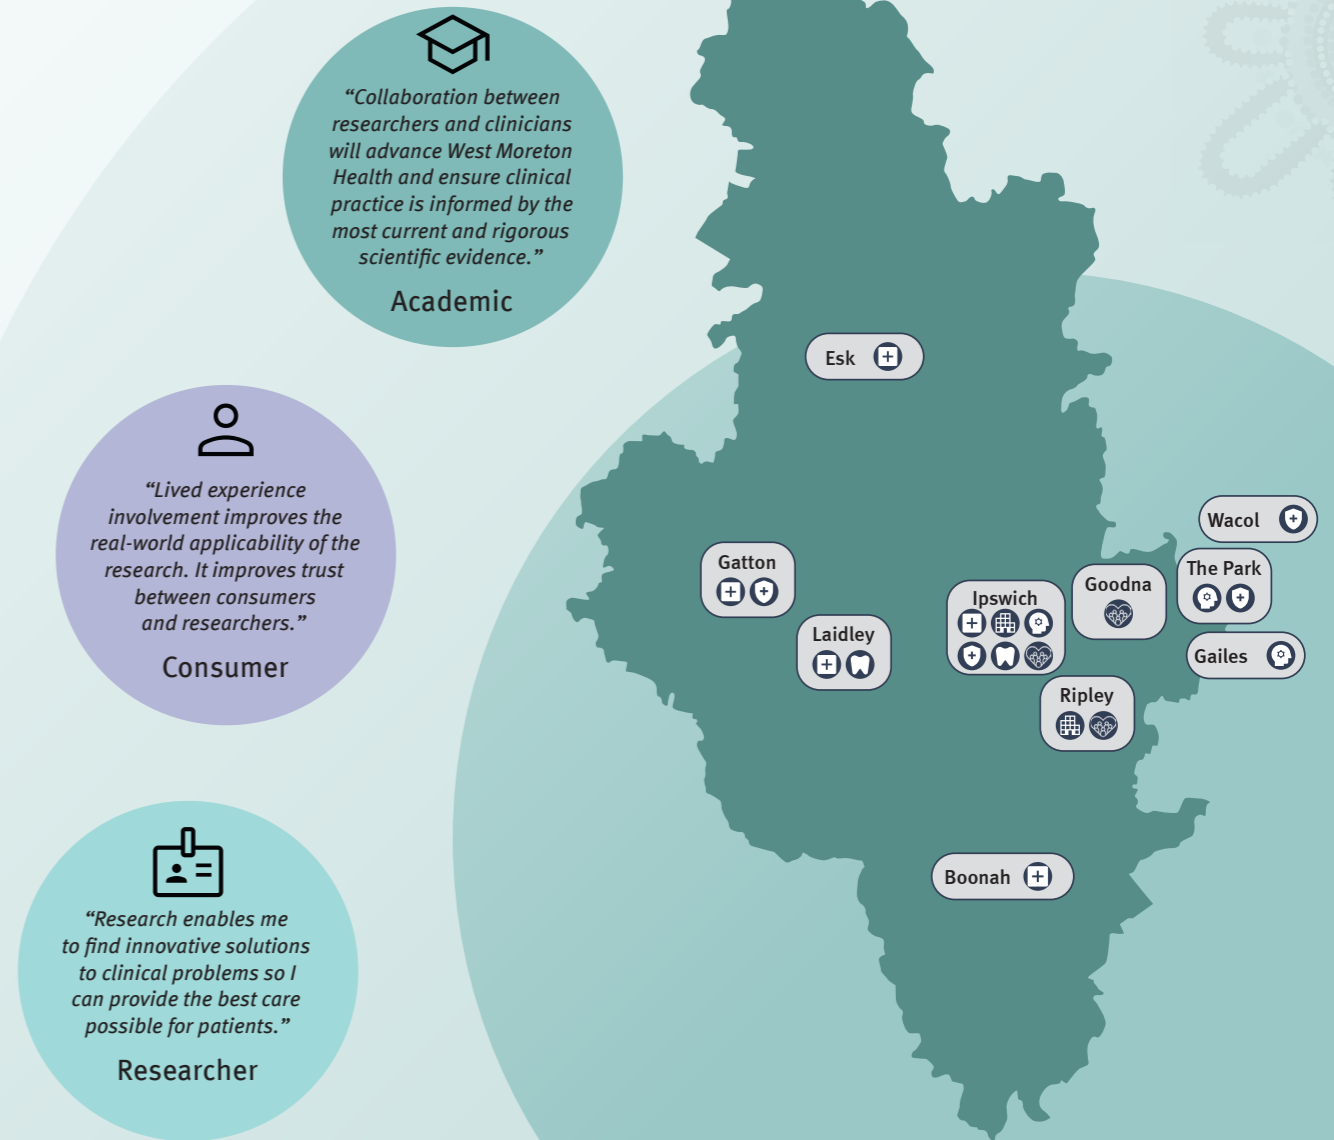 “Collaboration between
researchers and clinicians
will advance West Moreton
Health and ensure clinical
practice is informed by the
most current and rigorous
scientific evidence.”
Academic
“Lived experience
involvement improves the
real-world applicability of the
research. It improves trust
between consumers
and researchers.”
Consumer
“Research enables me
to find innovative solutions
to clinical problems so I
can provide the best care
possible for patients.”
Researcher
Esk
Wacol
Gatton
The Park
Goodna
Ipswich
Laidley
Gailes
Ripley
Boonah